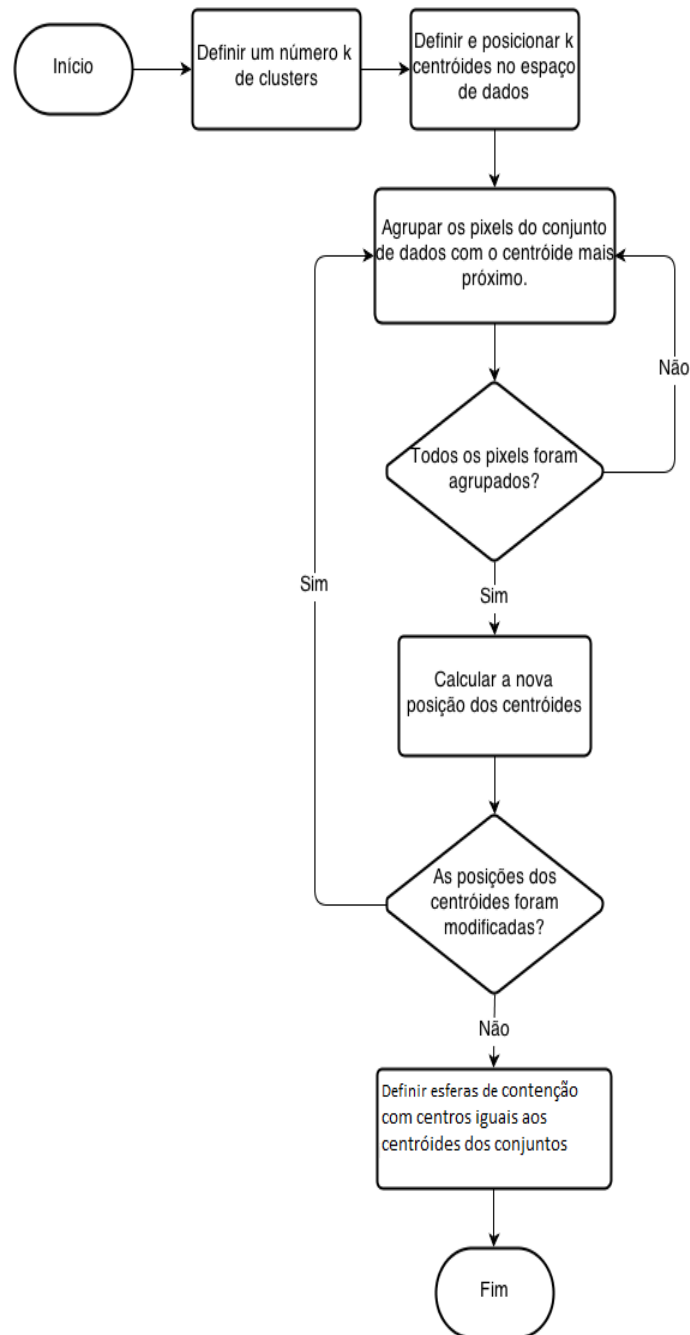 Início
Definir um número k
de clusters
Definir e posicionar k
centróides no espaço
de dados
Agrupar os pixels do conjunto
de dados com o centróide mais
próximo.
Não
Todos os pixels foram
agrupados?
Sim
Sim
Calcular a nova
posição dos centróides
As posições dos
centróides foram
modificadas?
Não
Definir esferas de contenção
com centros iguais aos
centróides dos conjuntos
Fim